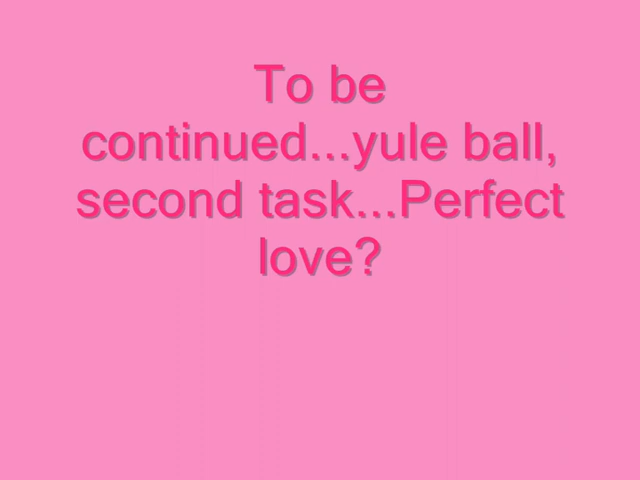 To be
continued...yule ball,
second task...Perfect
love?